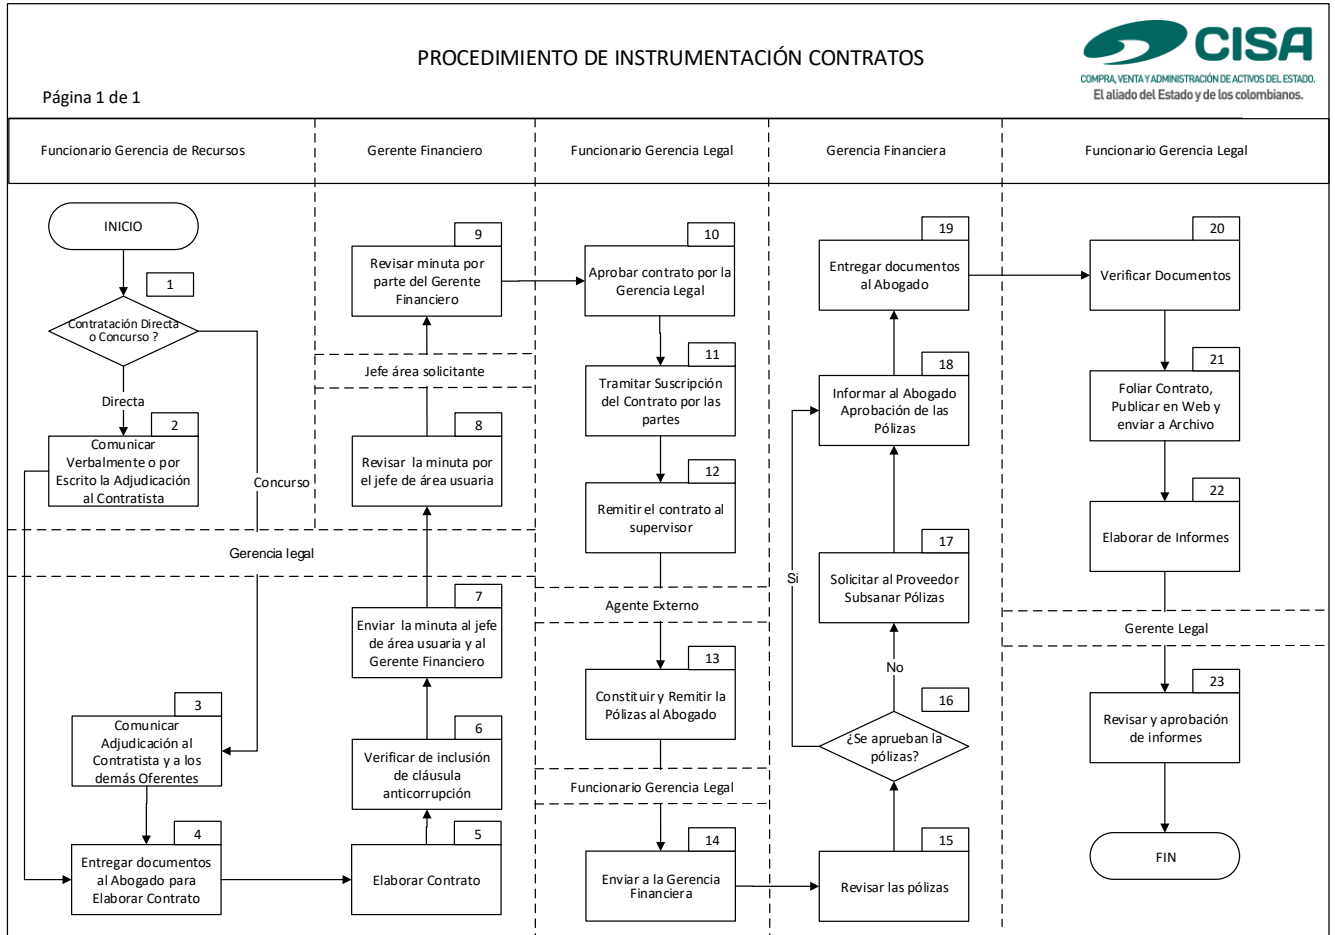 PROCEDIMIENTO DE INSTRUMENTACIÓN CONTRATOS
CISA
COMPRA, VENTA Y ADMINISTRACIÓN DE ACTIVOS DEL ESTADO.
El aliado del Estado y de los colombianos.
Página 1 de 1
Funcionario Gerencia de Recursos
Gerente Financiero
Funcionario Gerencia Legal
Gerencia Financiera
Funcionario Gerencia Legal
INICIO
1
Contratación Directa
o Concurso ?
Directa
Concurso
2
Comunicar
Verbalmente o por
Escrito la Adjudicación
al Contratista
Gerencia legal
3
Comunicar
Adjudicación al
Contratista y a los
demás Oferentes
4
Entregar documentos
al Abogado para
Elaborar Contrato
5
Elaborar Contrato
6
Verificar de inclusión
de cláusula
anticorrupción
7
Enviar la minuta al jefe
de área usuaria y al
Gerente Financiero
8
Revisar la minuta por
el jefe de área usuaria
Jefe área solicitante
9
Revisar minuta por
parte del Gerente
Financiero
10
Aprobar contrato por la
Gerencia Legal
11
Tramitar Suscripción
del Contrato por las
partes
12
Remitir el contrato al
supervisor
Agente Externo
13
Constituir y Remitir la
Pólizas al Abogado
Funcionario Gerencia Legal
14
Enviar a la Gerencia
Financiera
15
Revisar las pólizas
16
¿Se aprueban la
pólizas?
No
Si
17
Solicitar al Proveedor
Subsanar Pólizas
18
Informar al Abogado
Aprobación de las
Pólizas
19
Entregar documentos
al Abogado
20
Verificar Documentos
21
Foliar Contrato,
Publicar en Web y
enviar a Archivo
22
Elaborar de Informes
Gerente Legal
23
Revisar y aprobación
de informes
FIN